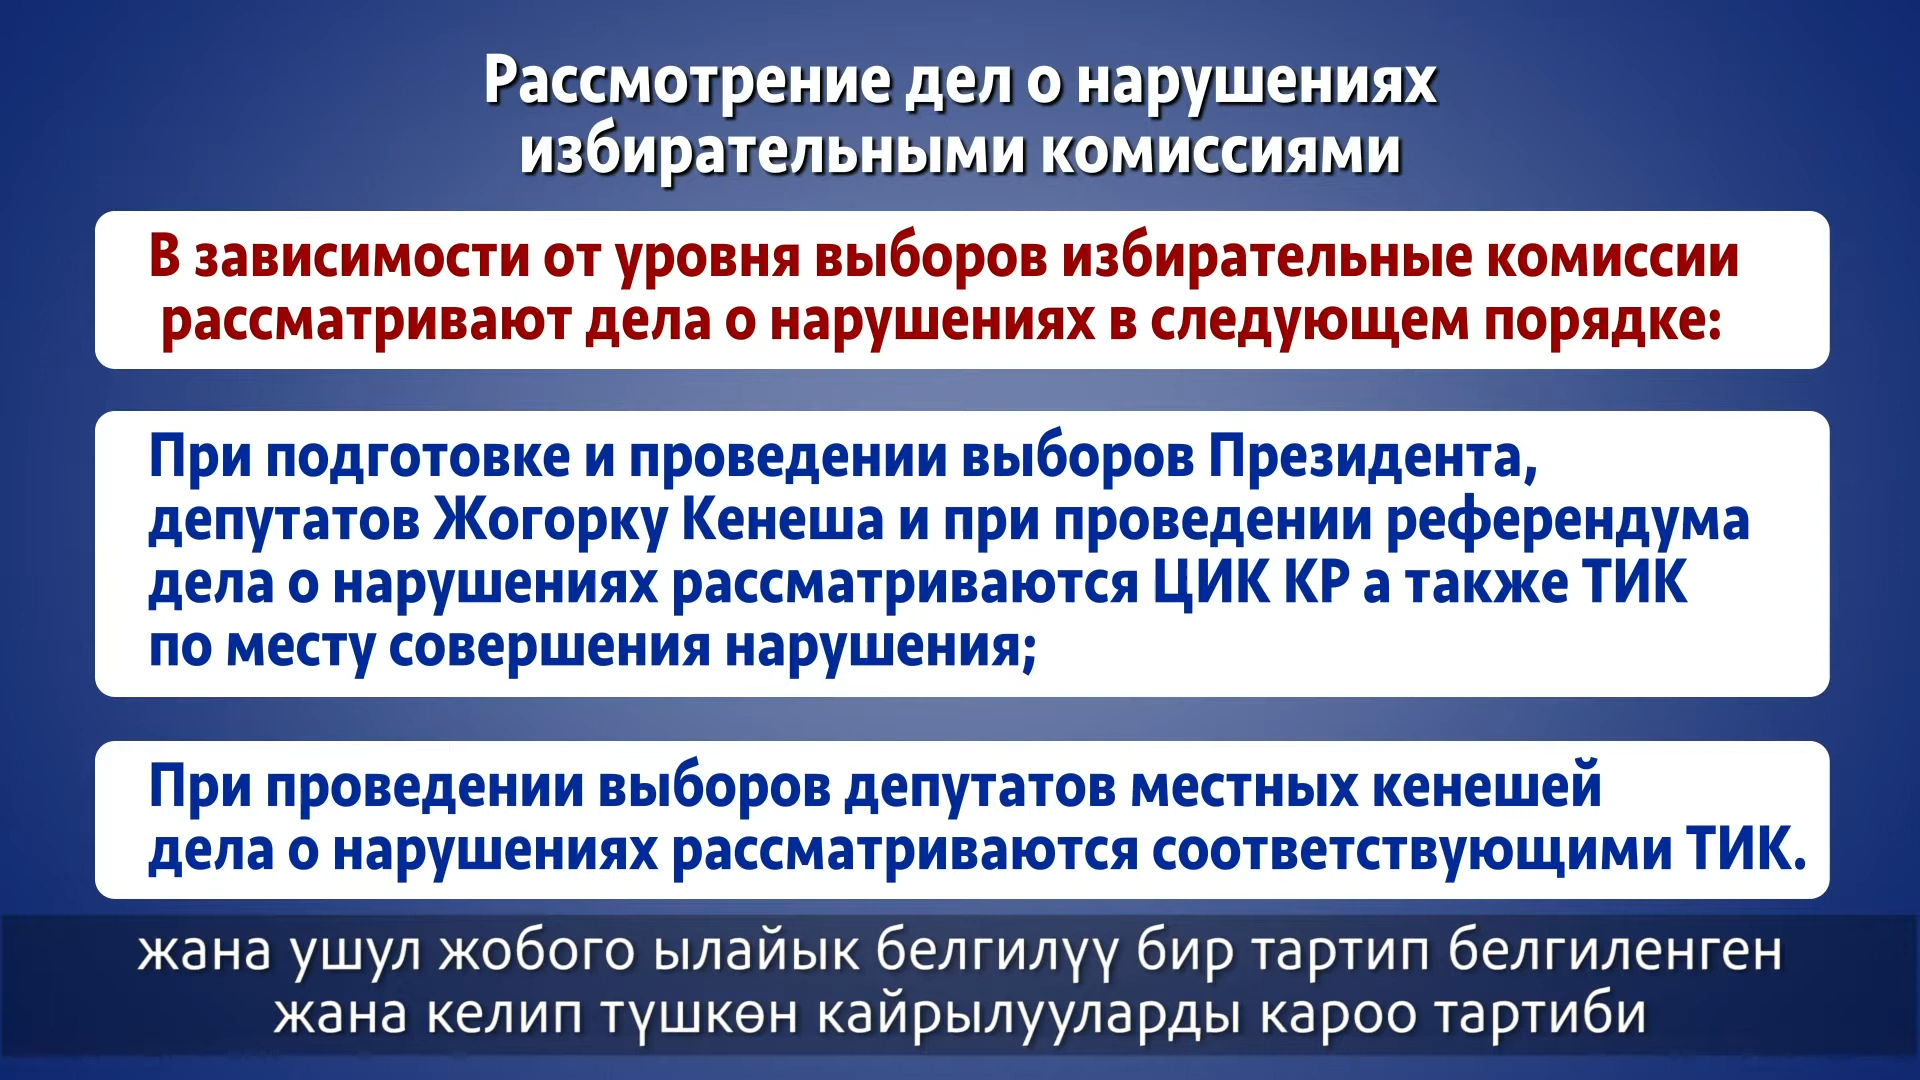 Рассмотрение дел о нарушениях
избирательными комиссиями
В зависимости от уровня выборов избирательные комиссии
рассматривают дела о нарушениях в следующем порядке:
При подготовке и проведении выборов Президента,
депутатов Жогорку Кенеша и при проведении референдума
дела о нарушениях рассматриваются ЦИК КР а также ТИК
по месту совершения нарушения;
При проведении выборов депутатов местных кенешей
дела о нарушениях рассматриваются соответствующими ТИК.
жана ушул жобого ылайык белгилүү бир тартип белгиленген
жана келип түшкөн кайрылууларды кароо тартиби